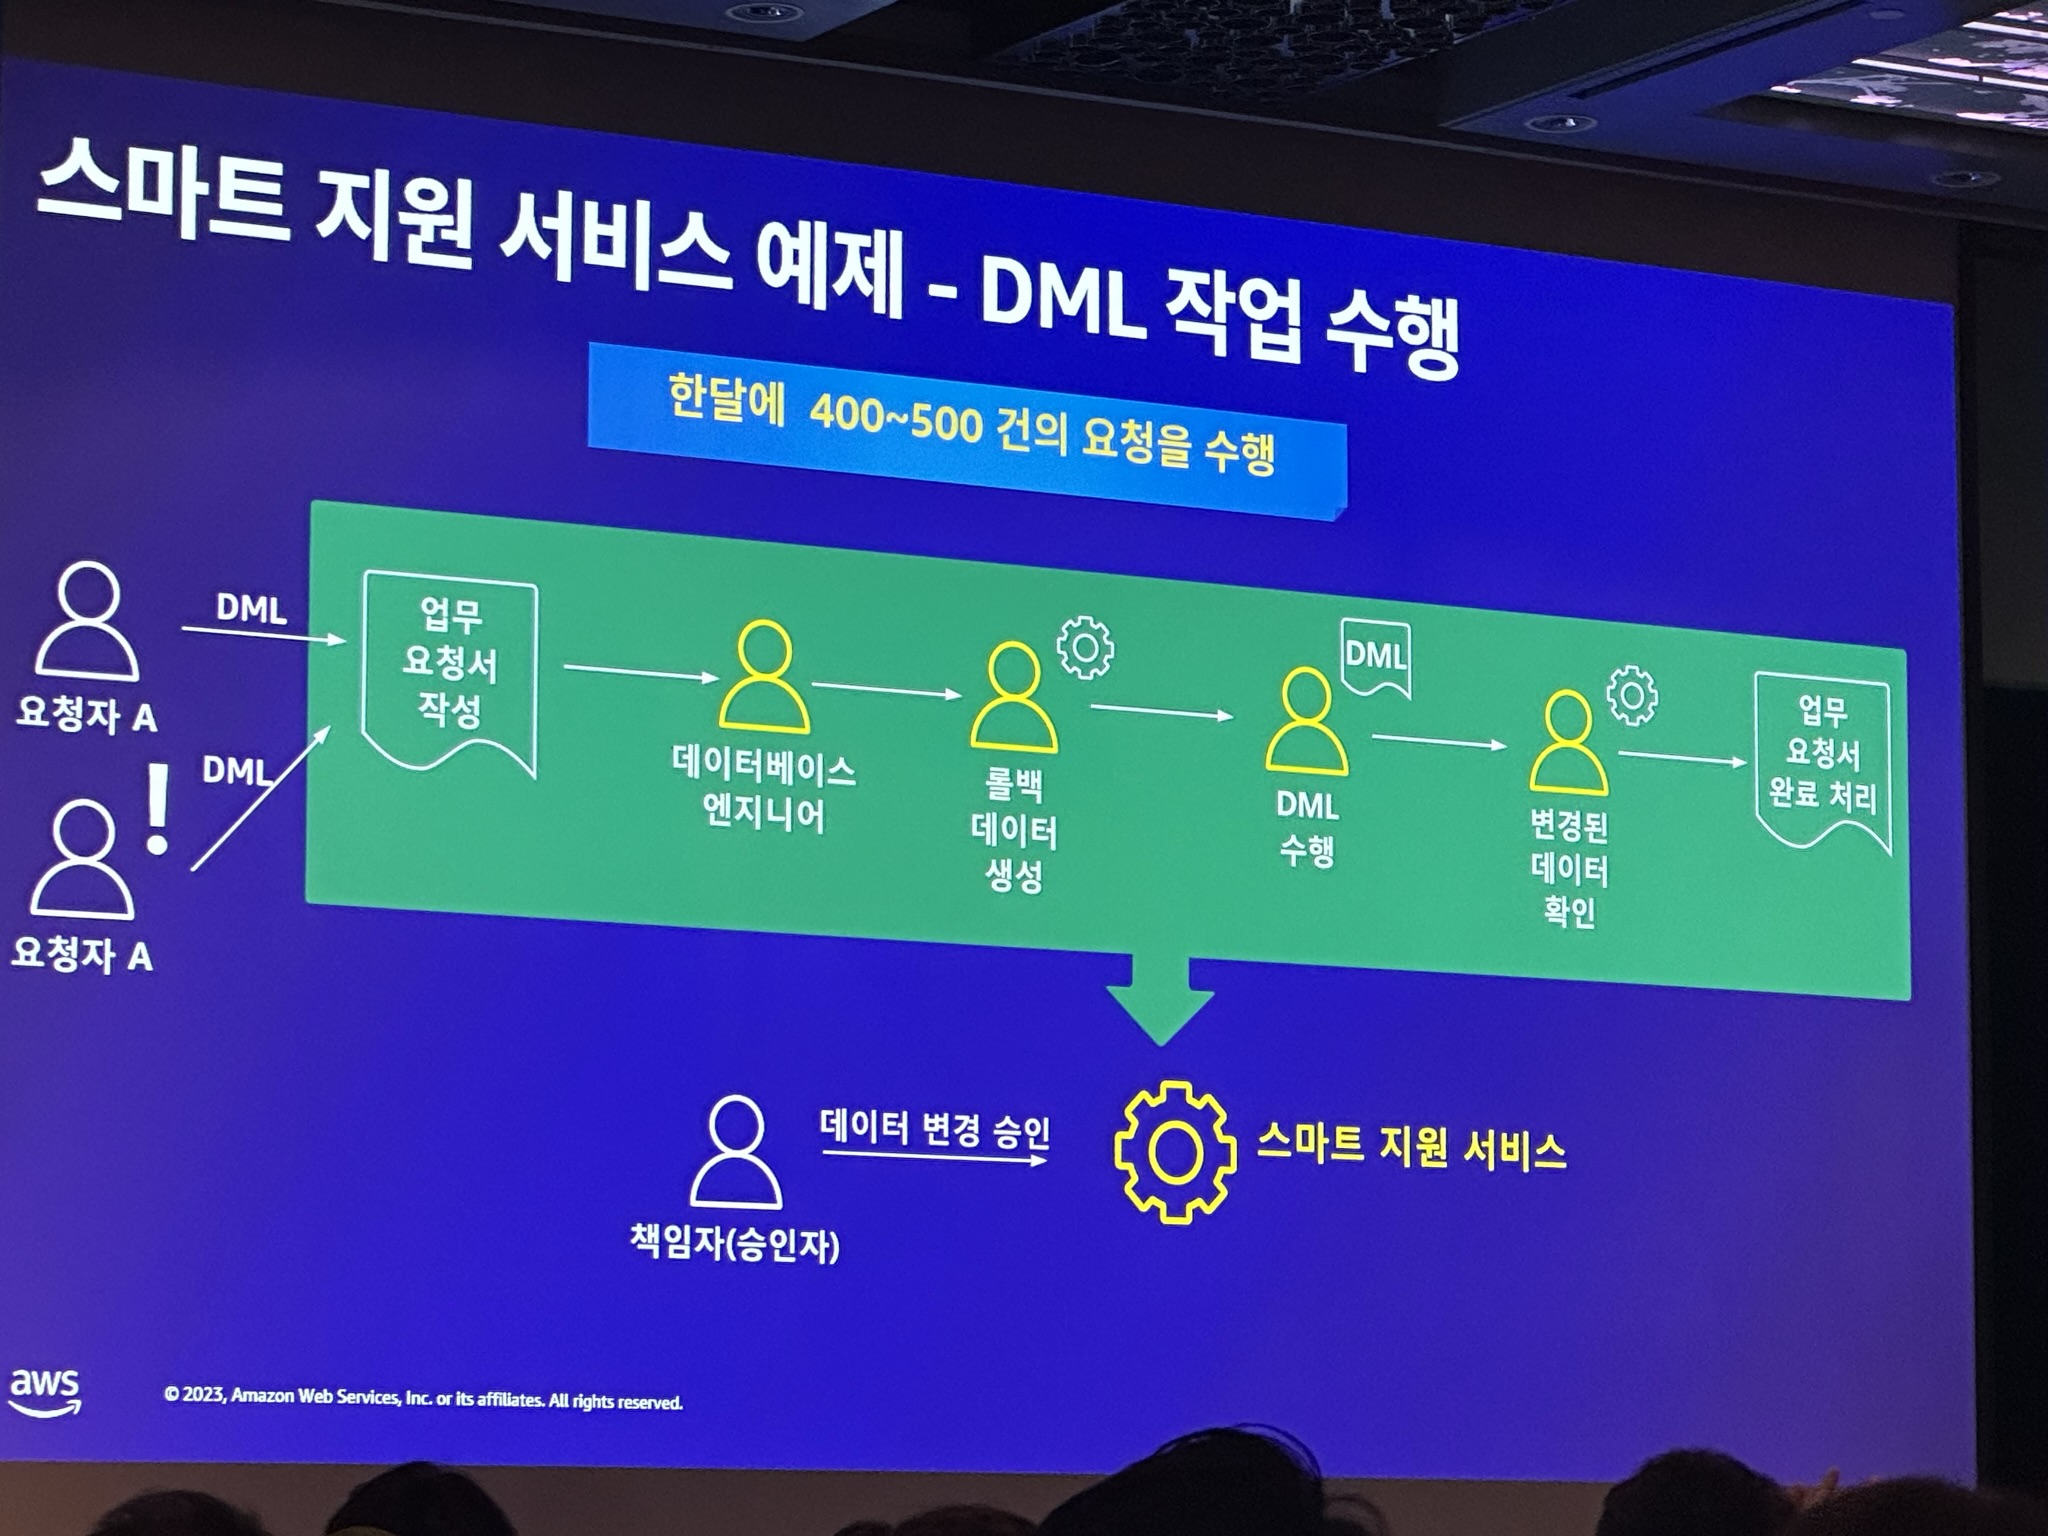 스마트 지원 서비스 예제 - DML 작업 수행
한달에 400~500 건의 요청을 수행
DML
요청자 A
DML
!
요청자 A
업무
요청서
작성
데이터베이스
엔지니어
롤백
데이터
생성
DML
DML
수행
변경된
데이터
확인
업무
요청서
완료 처리
데이터 변경 승인
책임자(승인자)
스마트 지원 서비스
aws
© 2023, Amazon Web Services, Inc. or its affiliates. All rights reserved.